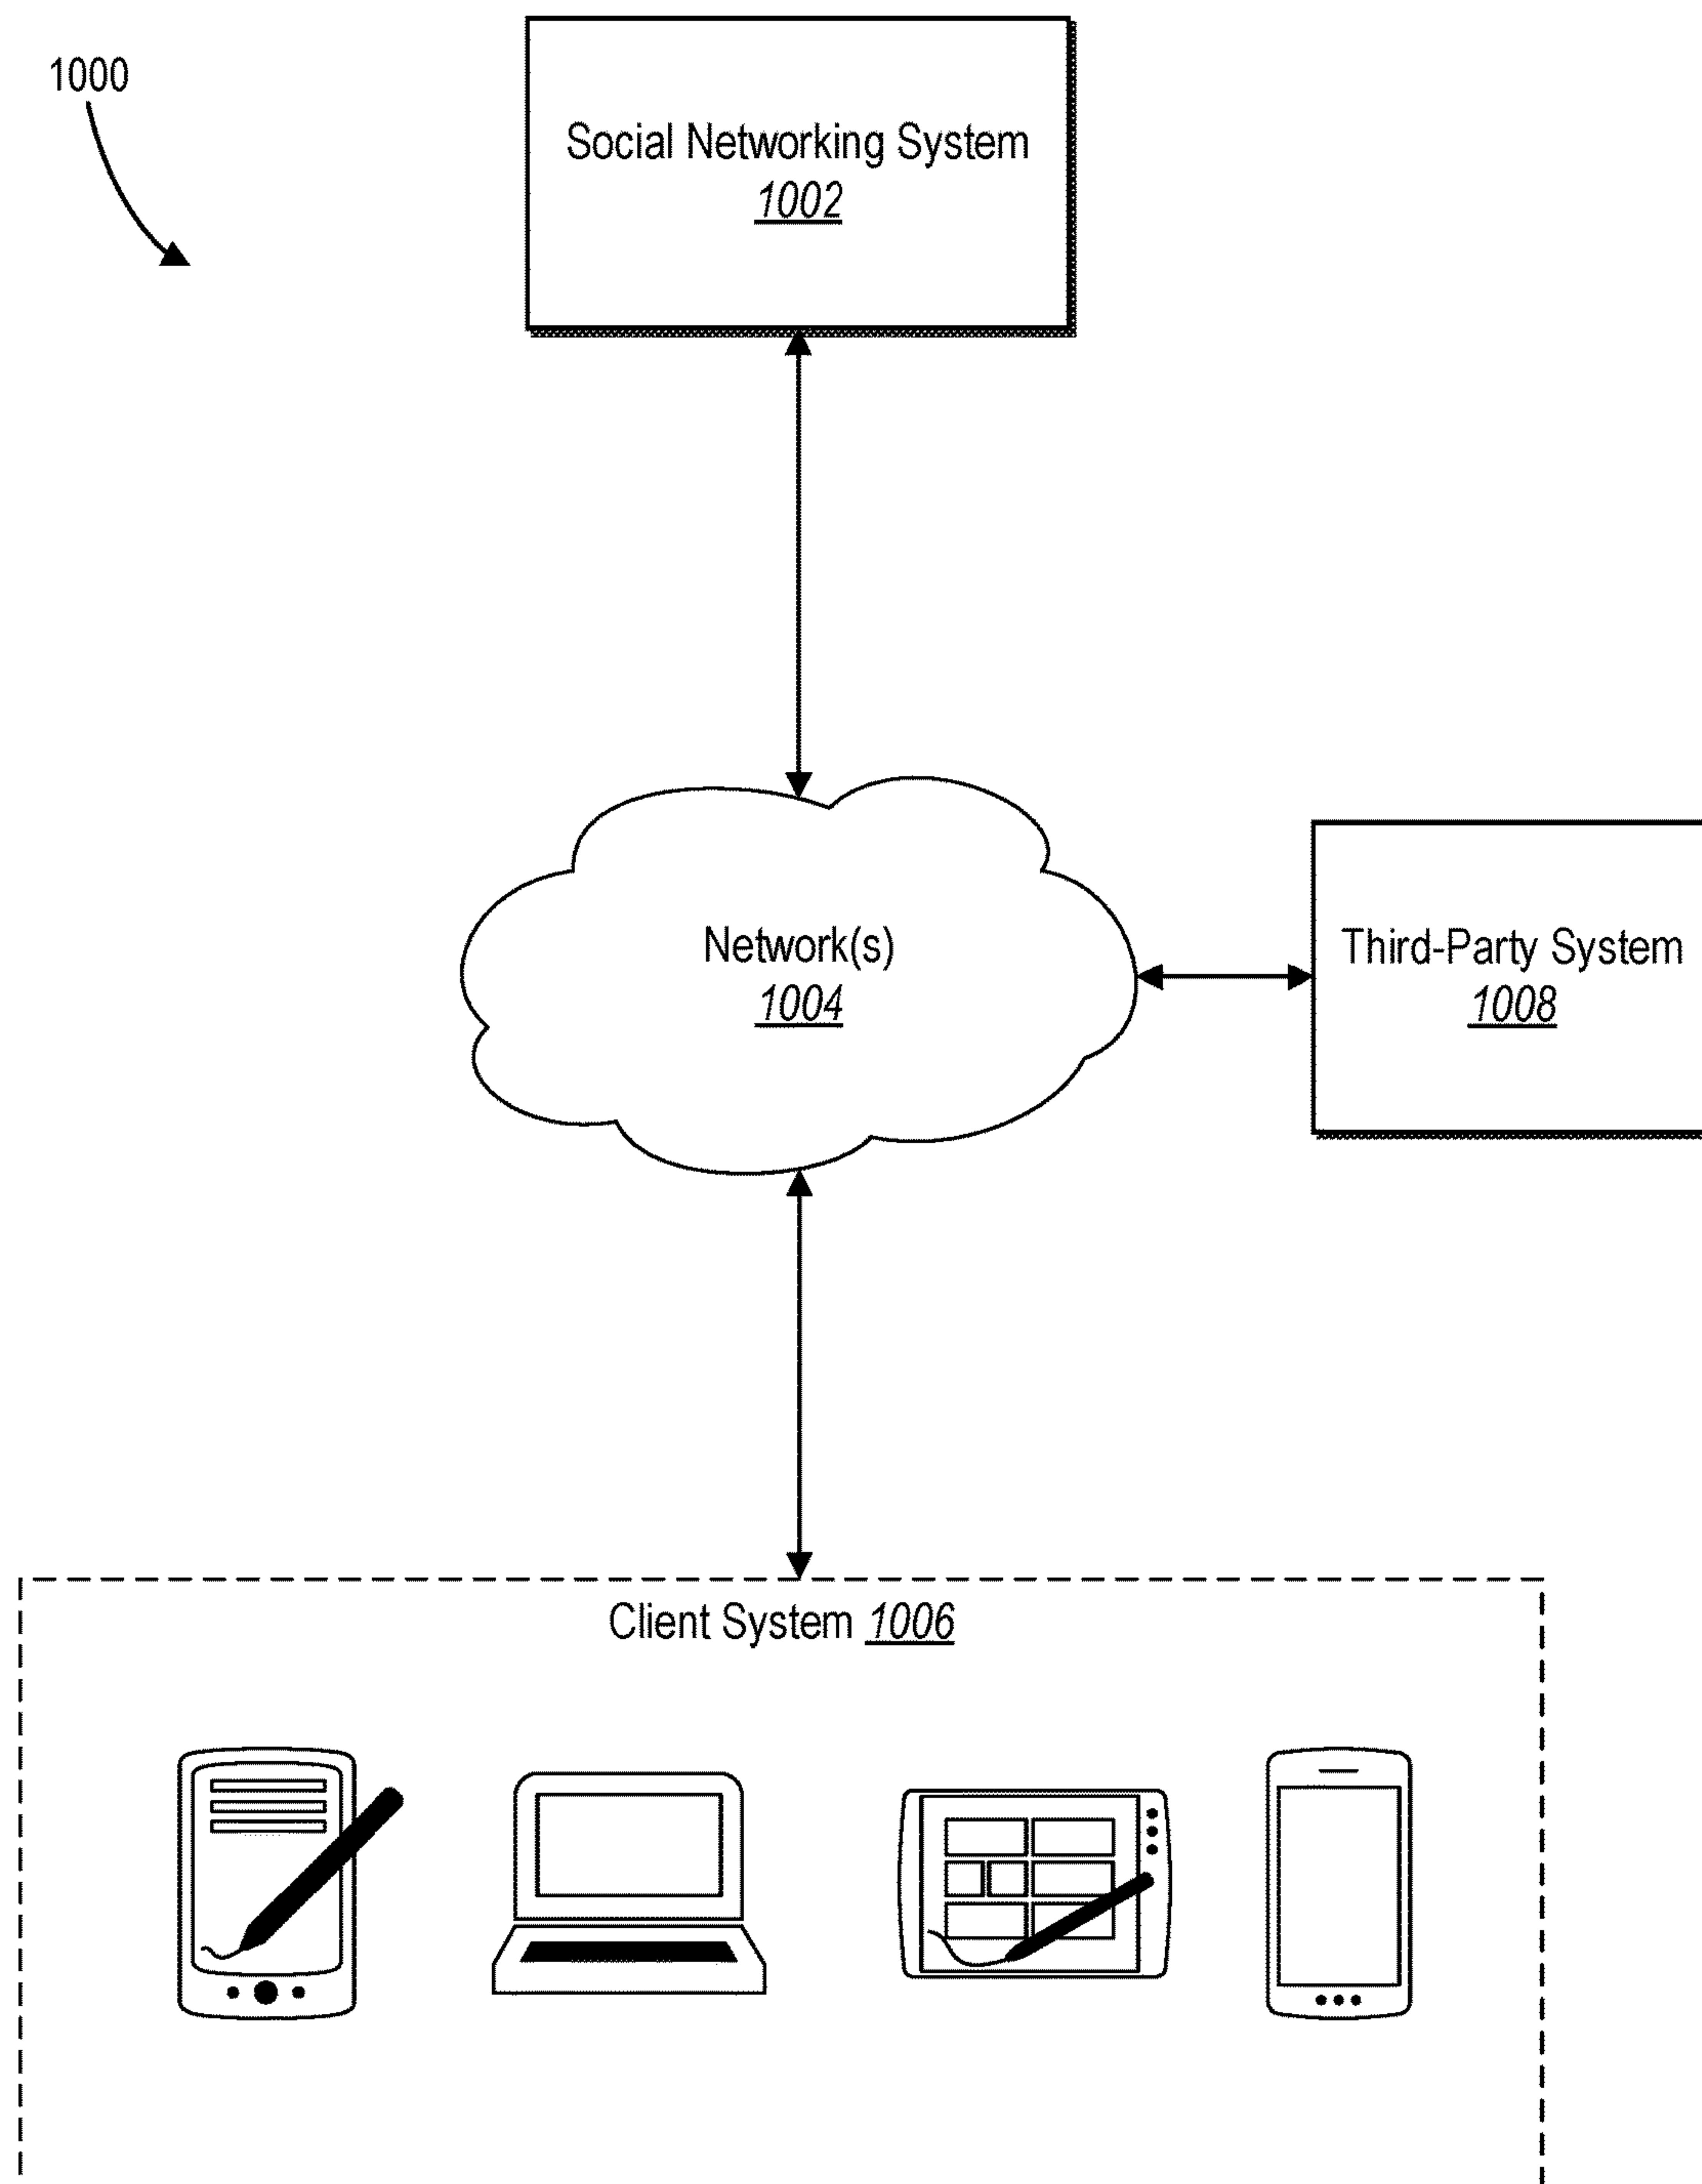 1000
Social Networking System
1002
Network(s)
1004
Third-Party System
1008
Client System 1006